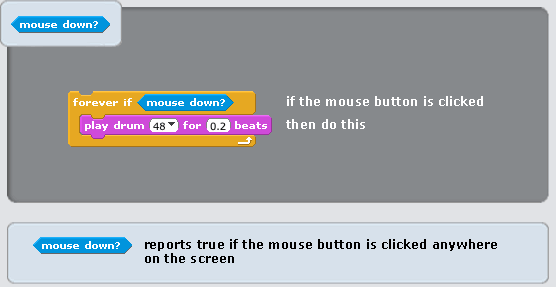 mouse down?
forever if mouse down?
if the mouse button is clicked
play drum 48 for 0.2 beats
then do this
mouse down?
reports true if the mouse button is clicked anywhere
on the screen